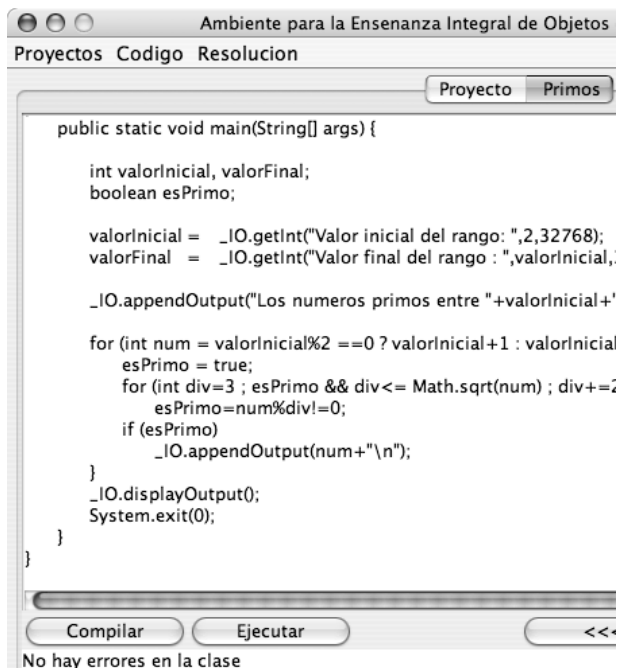 Ambiente para la Ensenanza Integral de Objetos
Proyectos Codigo Resolucion
Proyecto Primos
public static void main(String[] args) {
int valorInicial, valorFinal;
boolean esPrimo;
valorInicial = _IO.getInt("Valor inicial del rango: ",2,32768);
valorFinal = _IO.getInt("Valor final del rango : ",valorInicial,
_IO.appendOutput("Los numeros primos entre "+valorInicial+"
for (int num = valorInicial%2 ==0 ? valorInicial+1 : valorInicial
esPrimo = true;
for (int div=3 ; esPrimo && div<= Math.sqrt(num) ; div+=2
esPrimo=num%div!=0;
if (esPrimo)
_IO.appendOutput(num+"\n");
}
_IO.displayOutput();
System.exit(0);
}
}
Compilar Ejecutar <<<
No hay errores en la clase